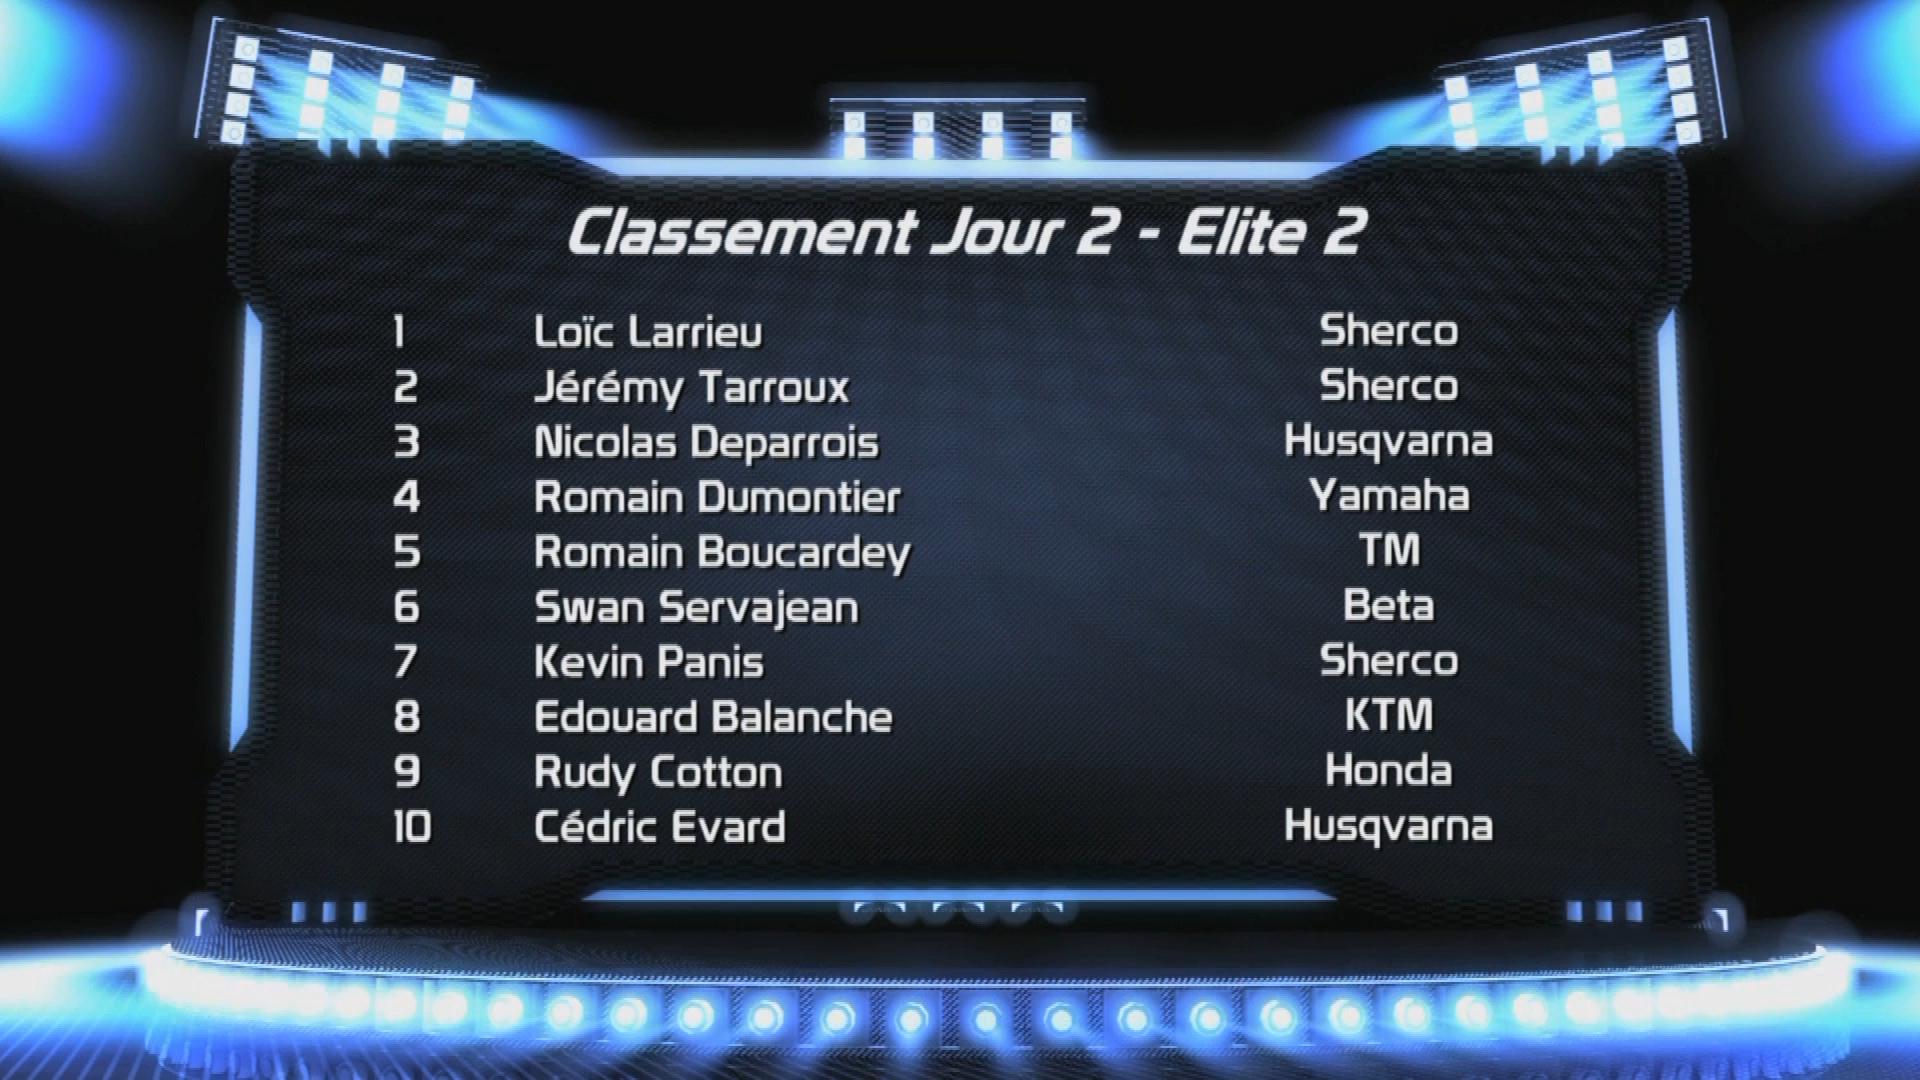 Classement Jour 2 - Elite 2
1 Loïc Larrieu Sherco
2 Jérémy Tarroux Sherco
3 Nicolas Deparrois Husqvarna
4 Romain Dumontier Yamaha
5 Romain Boucardey TM
6 Swan Servajean Beta
7 Kevin Panis Sherco
8 Edouard Balanche KTM
9 Rudy Cotton Honda
10 Cédric Evard Husqvarna